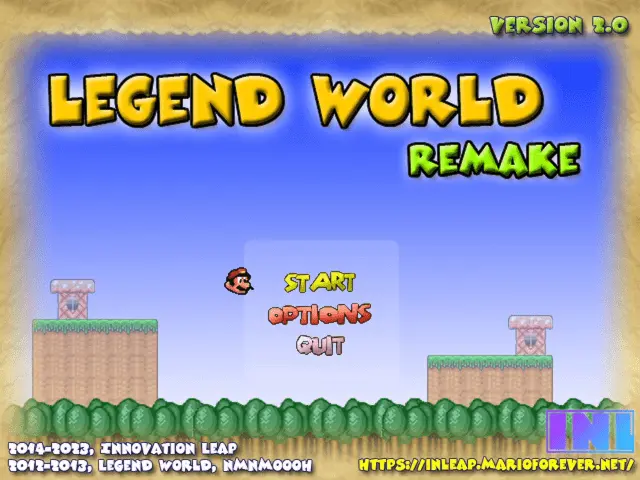 VERSION 2.0
LEGEND WORLD
REMAKE
START
OPTIONS
QUIT
INL
2014-2023, INNOVATION LEAP
2012-2013, LEGEND WORLD, NMNMOOOH
HTTPS://INLEAP.MARIOFOREVER.NET/